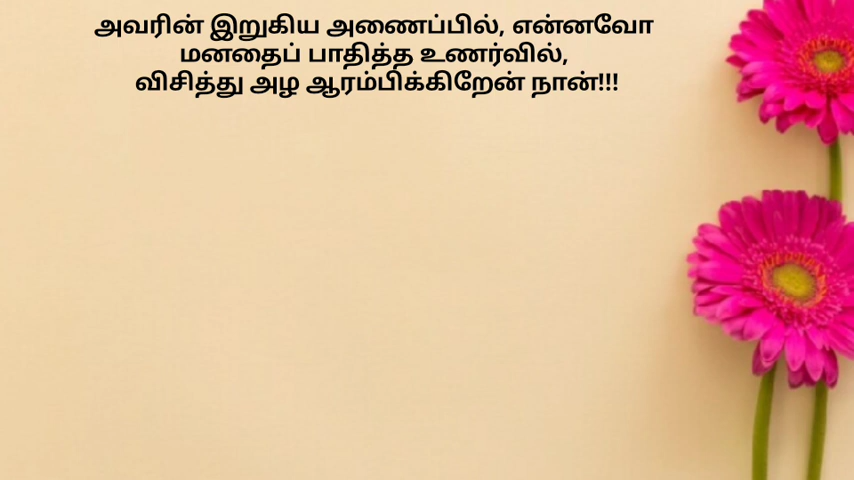 அவரின் இறுகிய அணைப்பில், என்னவோ
மனதைப் பாதித்த உணர்வில்,
விசித்து அழ ஆரம்பிக்கிறேன் நான்!!!